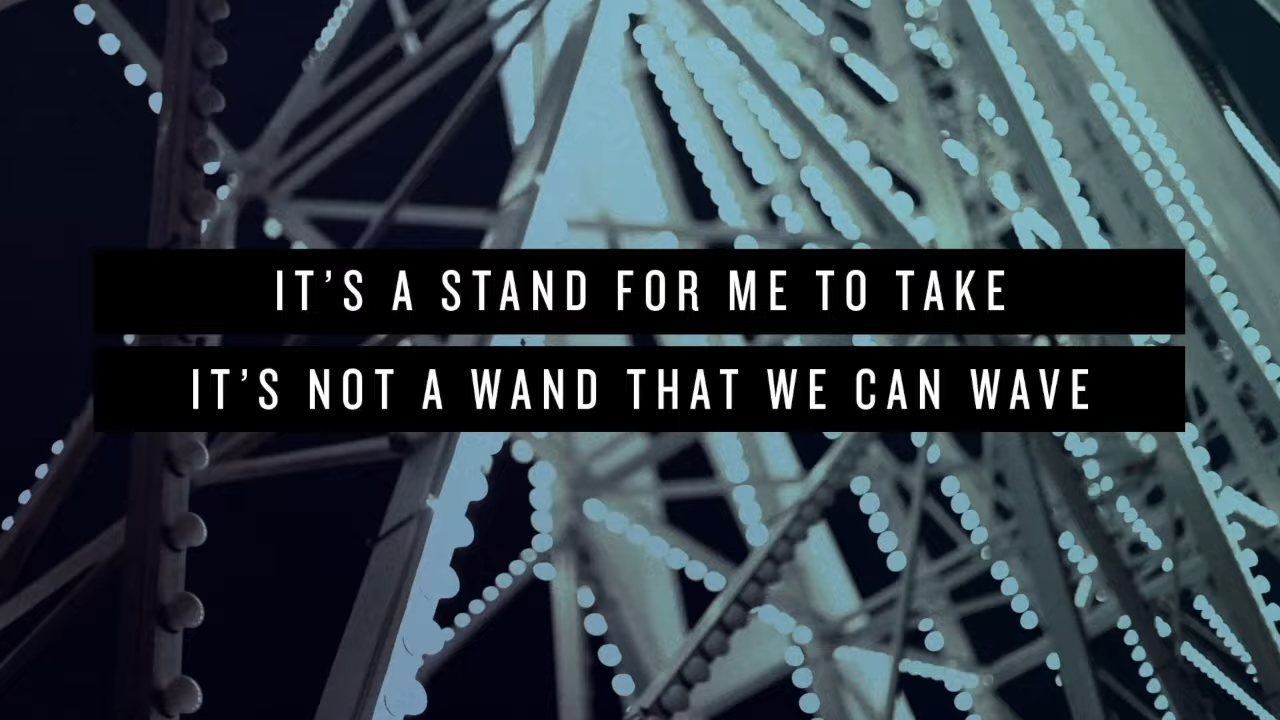 IT’S A STAND FOR ME TO TAKE
IT’S NOT A WAND THAT WE CAN WAVE